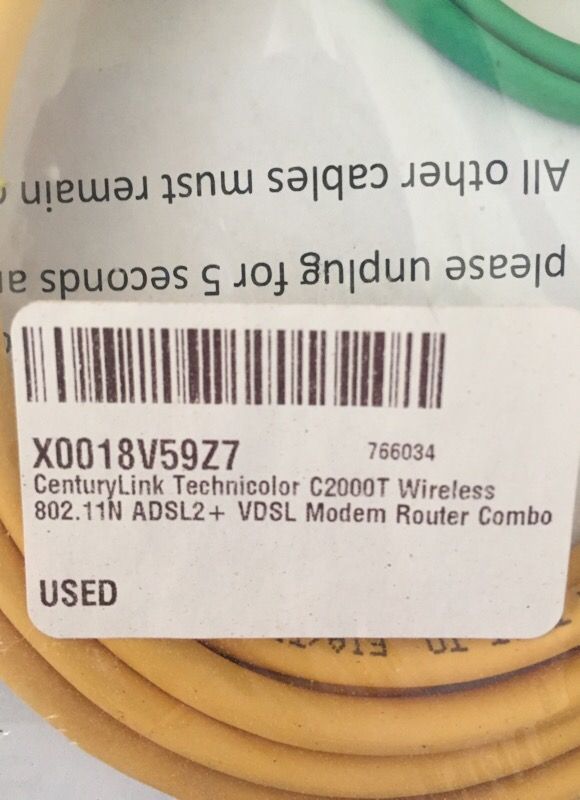 All other cables must remain
please unplug for 5 seconds
X0018V59Z7 766034
CenturyLink Technicolor C2000T Wireless
802.11N ADSL2+ VDSL Modem Router Combo
USED